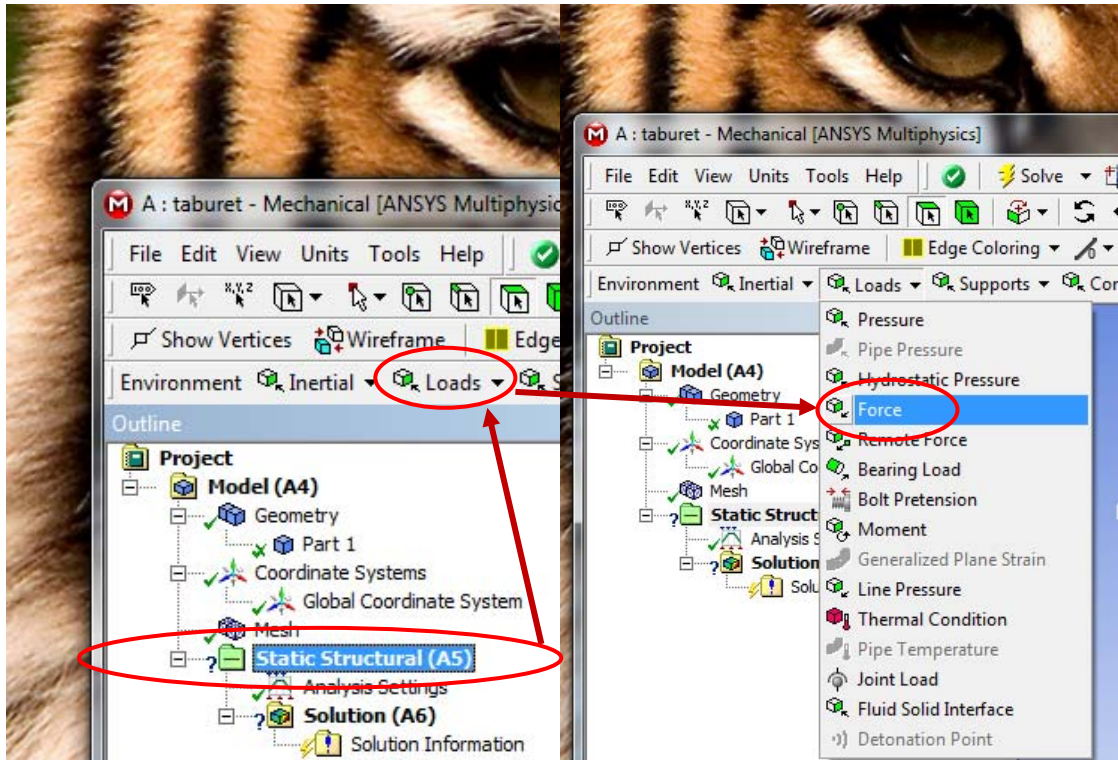 A : taburet - Mechanical [ANSYS Multiphysic
File Edit View Units Tools Help
Show Vertices Wireframe Edge
Environment Inertial Loads S
Outline
Project
Model (A4)
Geometry
Part 1
Coordinate Systems
Global Coordinate System
Mesh
Static Structural (A5)
Analysis Settings
Solution (A6)
Solution Information
A : taburet - Mechanical [ANSYS Multiphysics]
File Edit View Units Tools Help Solve
Show Vertices Wireframe Edge Coloring
Environment Inertial Loads Supports Con
Outline
Project
Model (A4)
Geometry
Part 1
Coordinate Sys
Global Co
Mesh
Static Struct
Analysis S
Solution
Solu
Pressure
Pipe Pressure
Hydrostatic Pressure
Force
Remote Force
Bearing Load
Bolt Pretension
Moment
Generalized Plane Strain
Line Pressure
Thermal Condition
Pipe Temperature
Joint Load
Fluid Solid Interface
Detonation Point